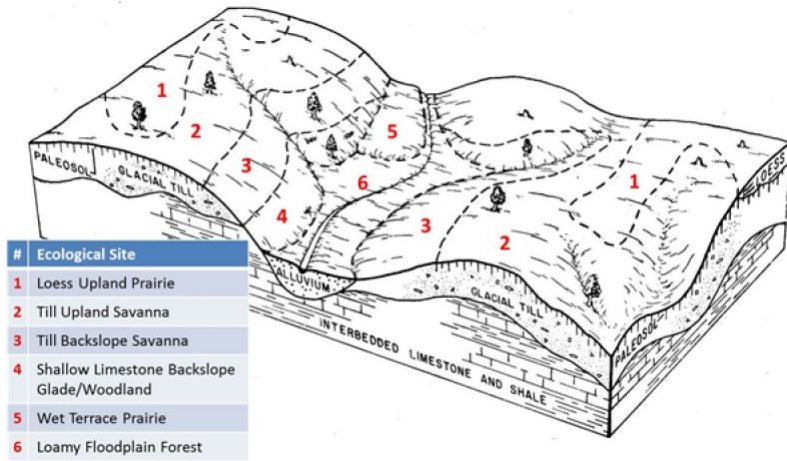 1
2
3
4
5
6
1
3
2
PALEOSOL
GLACIAL TILL
ALLUVIUM
GLACIAL TILL
PALEOSOL
LOESS
INTERBEDDED LIMESTONE AND SHALE
# Ecological Site
1 Loess Upland Prairie
2 Till Upland Savanna
3 Till Backslope Savanna
4 Shallow Limestone Backslope
Glade/Woodland
5 Wet Terrace Prairie
6 Loamy Floodplain Forest